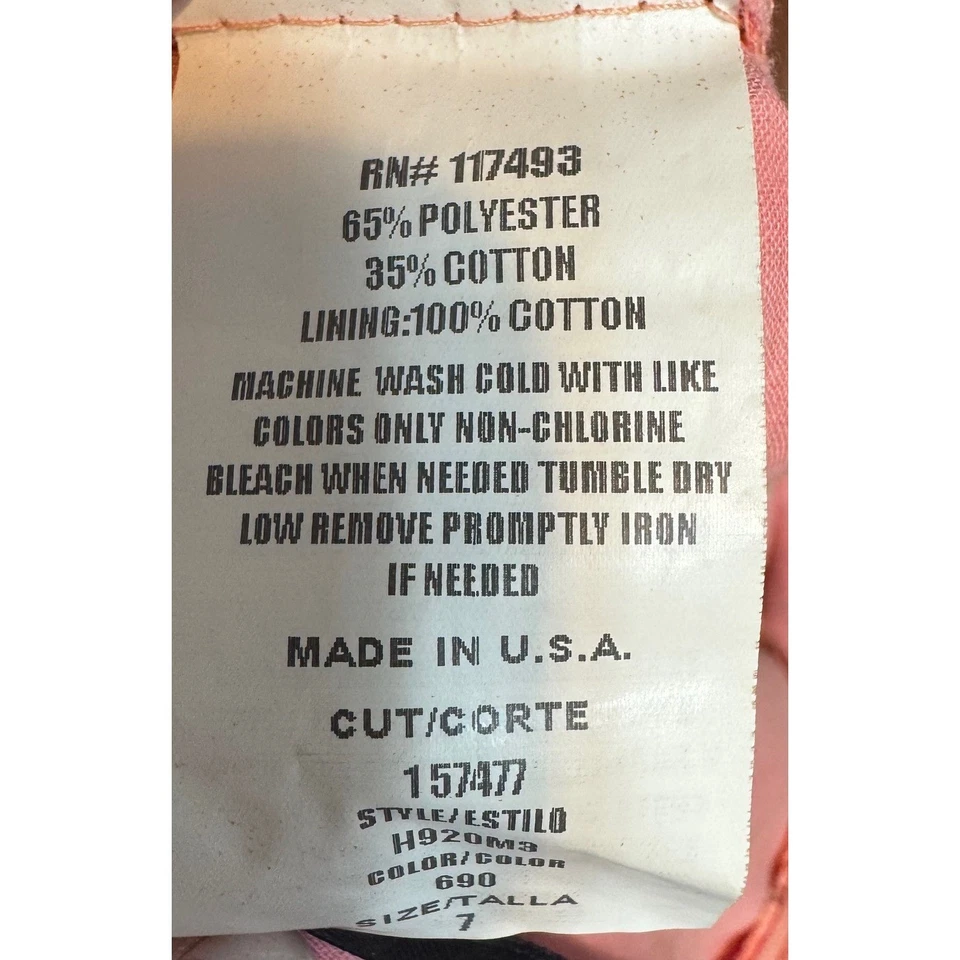 RN# 117493
65% POLYESTER
35% COTTON
LINING:100% COTTON
MACHINE WASH COLD WITH LIKE
COLORS ONLY NON-CHLORINE
BLEACH WHEN NEEDED TUMBLE DRY
LOW REMOVE PROMPTLY IRON
IF NEEDED
MADE IN U.S.A.
CUT/CORTE
157477
STYLE/ESTILO
H920M3
COLOR/COLOR
690
SIZE/TALLA
7